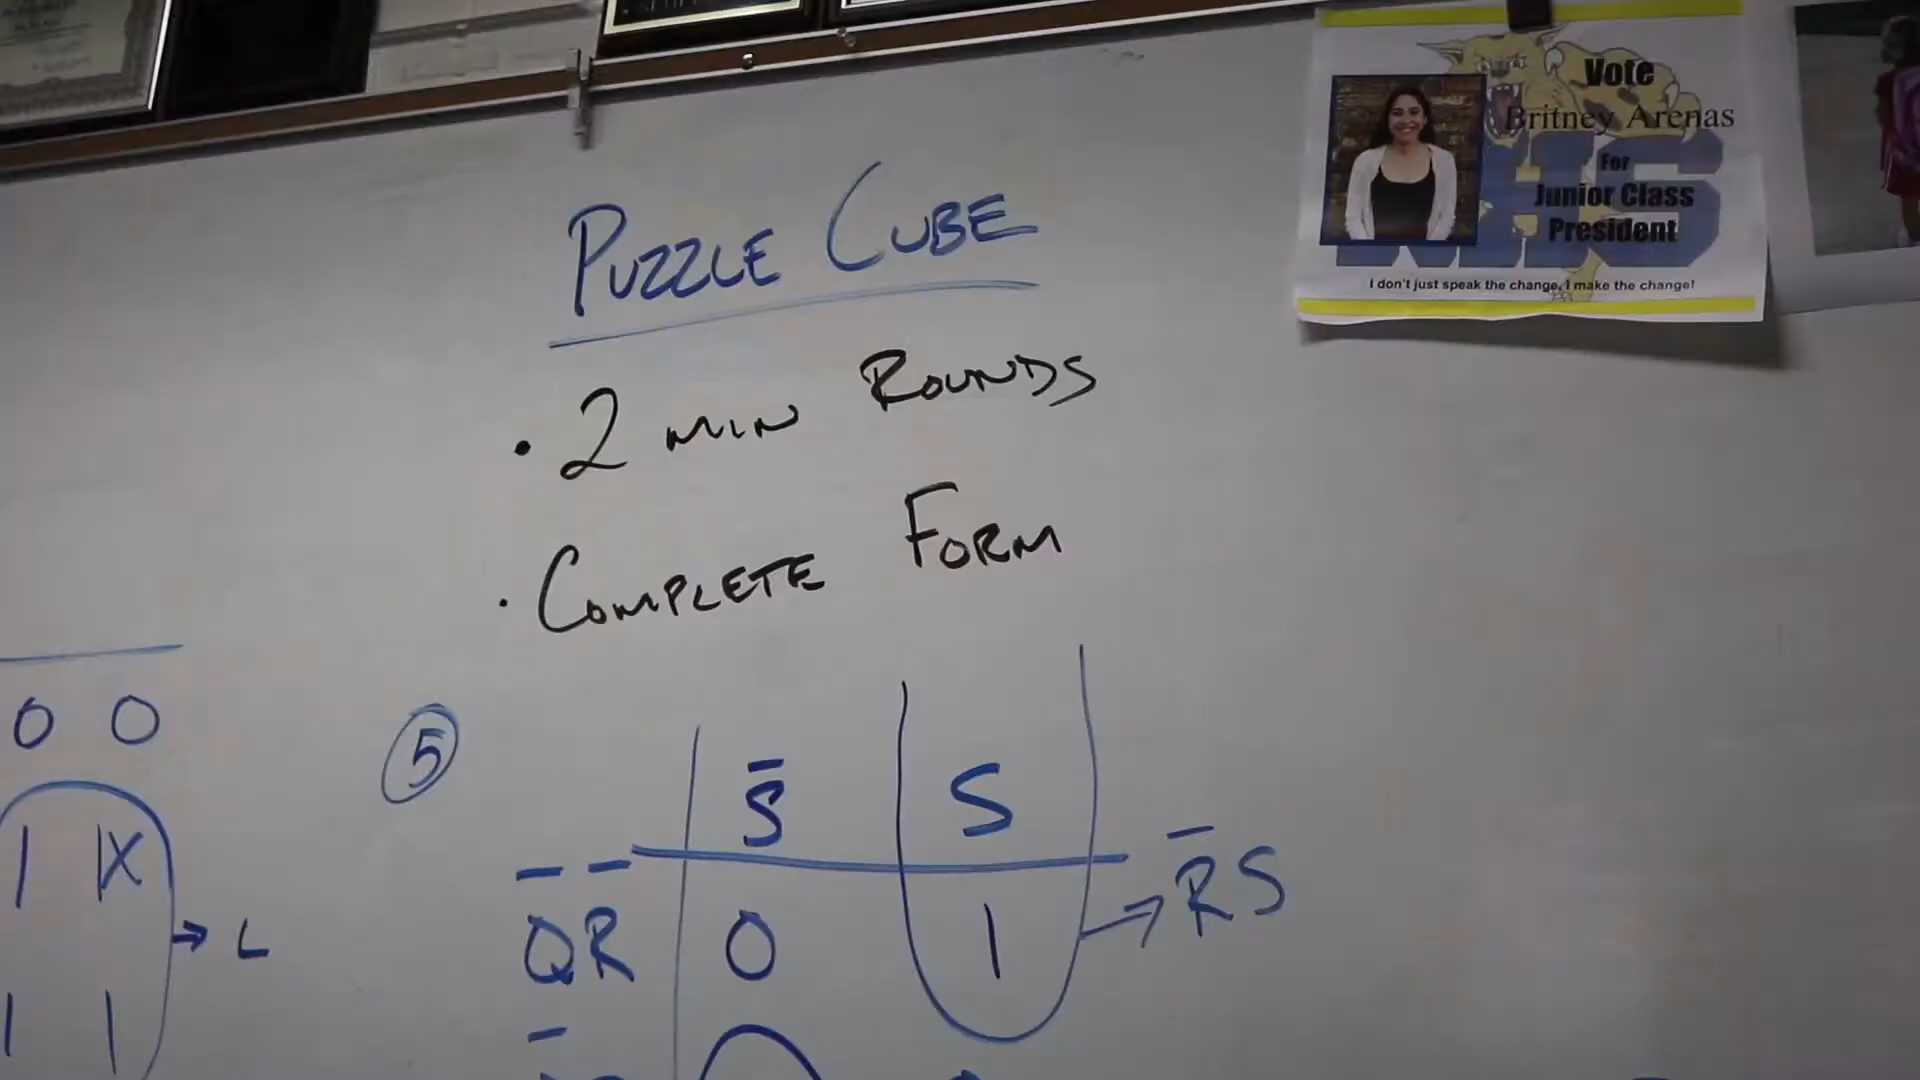 PUZZLE CUBE
• 2 MIN ROUNDS
• COMPLETE FORM
Vote
Britney Arenas
For
Junior Class
President
HS
I don't just speak the change, I make the change!
0 0
1 X
→ L
1 1
⑤
S̅ S
Q̅R̅ 0 1 → R̅S